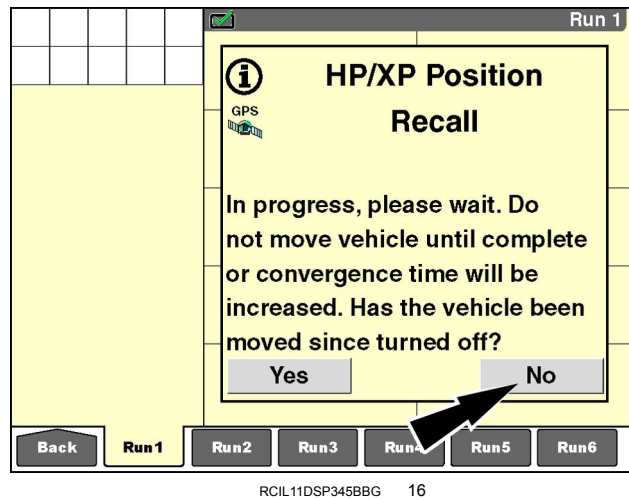 Run 1
HP/XP Position
GPS
Recall
In progress, please wait. Do
not move vehicle until complete
or convergence time will be
increased. Has the vehicle been
moved since turned off?
Yes No
Back Run1 Run2 Run3 Run4 Run5 Run6
RCIL11DSP345BBG 16